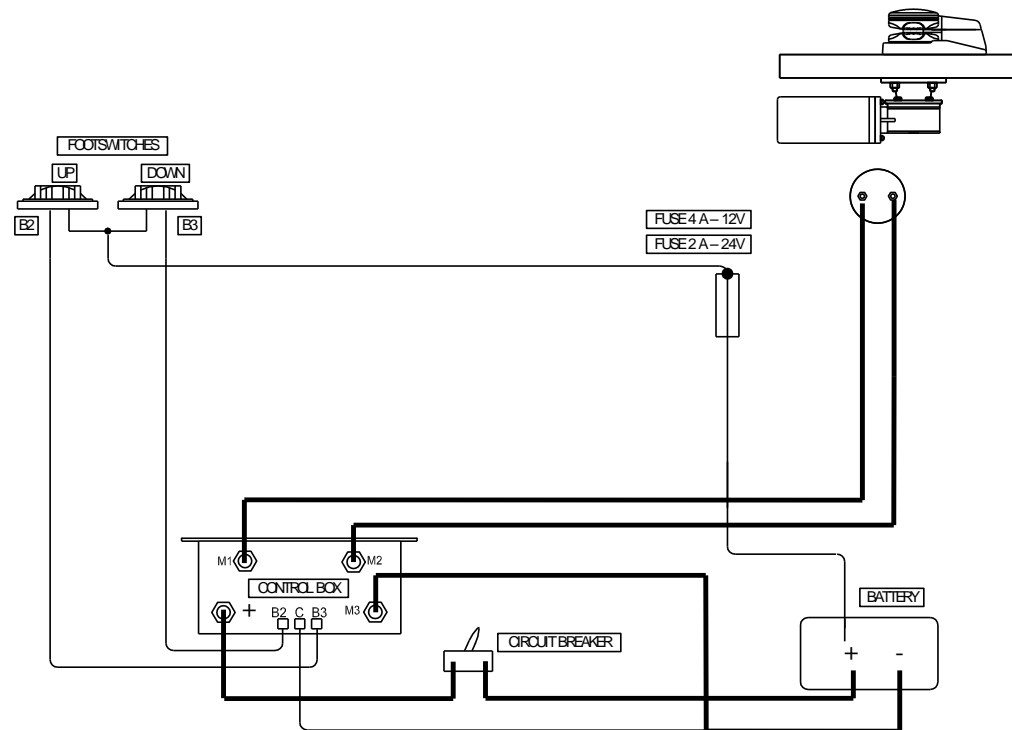 FOOTSWITCHES
UP DOWN
B2 B3
FUSE 4 A – 12V
FUSE 2 A – 24V
M1 M2
CONTROL BOX
+ B2 C B3 M3
BATTERY
CIRCUIT BREAKER
+ -